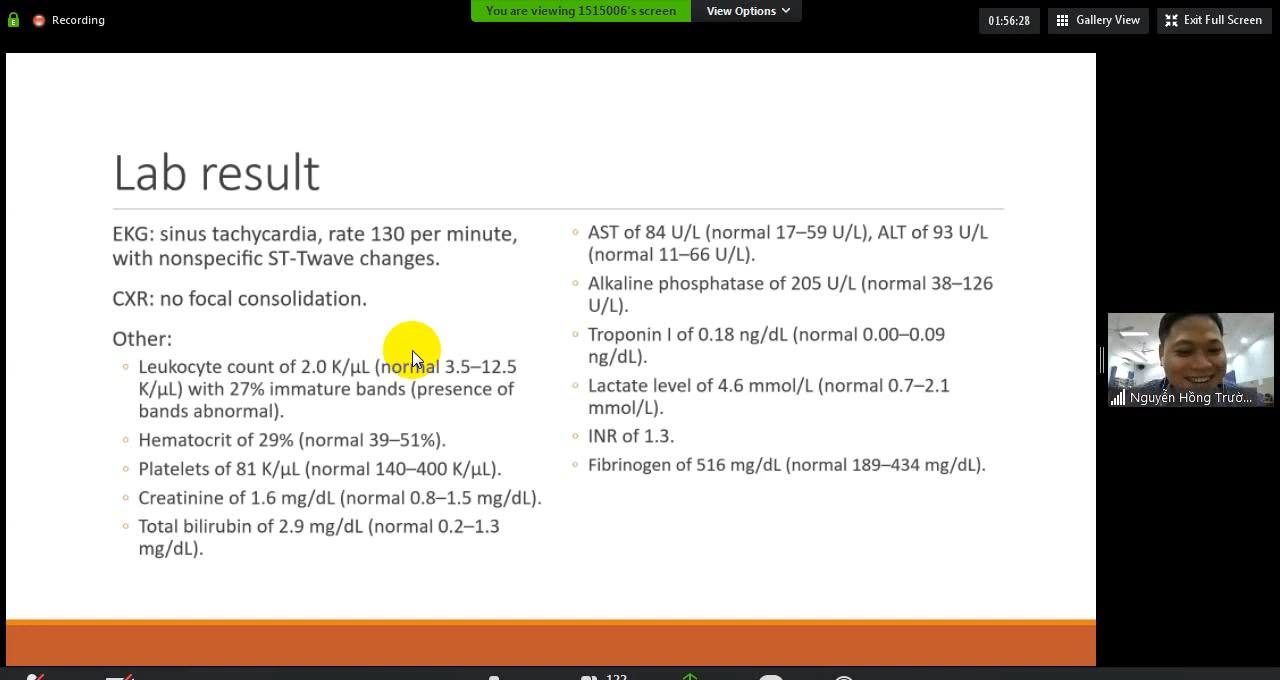 Recording
You are viewing 1515006's screen
View Options
01:56:28
Gallery View
Exit Full Screen
Lab result
EKG: sinus tachycardia, rate 130 per minute,
with nonspecific ST-Twave changes.
CXR: no focal consolidation.
Other:
Leukocyte count of 2.0 K/µL (normal 3.5–12.5
K/µL) with 27% immature bands (presence of
bands abnormal).
Hematocrit of 29% (normal 39–51%).
Platelets of 81 K/µL (normal 140–400 K/µL).
Creatinine of 1.6 mg/dL (normal 0.8–1.5 mg/dL).
Total bilirubin of 2.9 mg/dL (normal 0.2–1.3
mg/dL).
AST of 84 U/L (normal 17–59 U/L), ALT of 93 U/L
(normal 11–66 U/L).
Alkaline phosphatase of 205 U/L (normal 38–126
U/L).
Troponin I of 0.18 ng/dL (normal 0.00–0.09
ng/dL).
Lactate level of 4.6 mmol/L (normal 0.7–2.1
mmol/L).
INR of 1.3.
Fibrinogen of 516 mg/dL (normal 189–434 mg/dL).
Nguyễn Hồng Trườ...
122